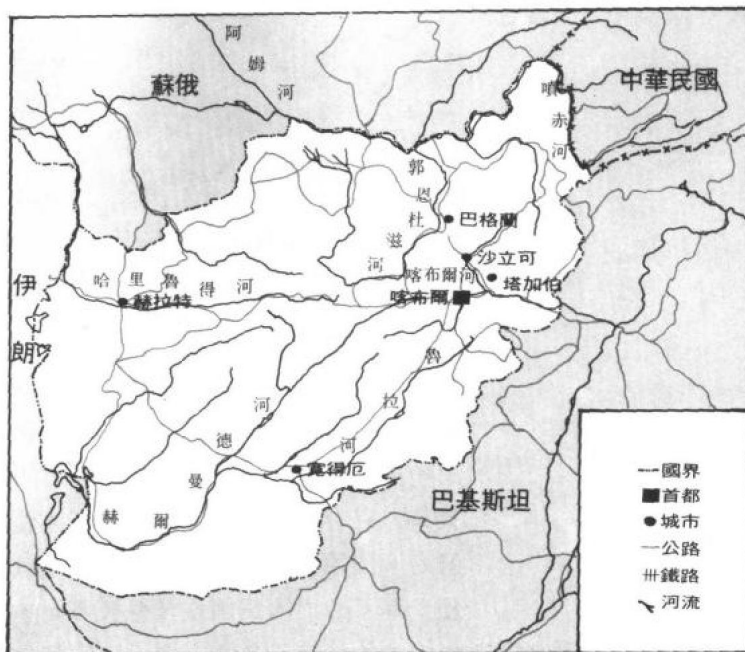 阿姆河
蘇俄
中華民國
噴赤河
郭恩杜滋河
巴格蘭
沙立可
喀布爾河
塔加伯
喀布爾
哈里魯得河
赫拉特
伊朗
魯拉河
赫爾曼德河
寬得厄
巴基斯坦
國界
首都
城市
公路
鐵路
河流